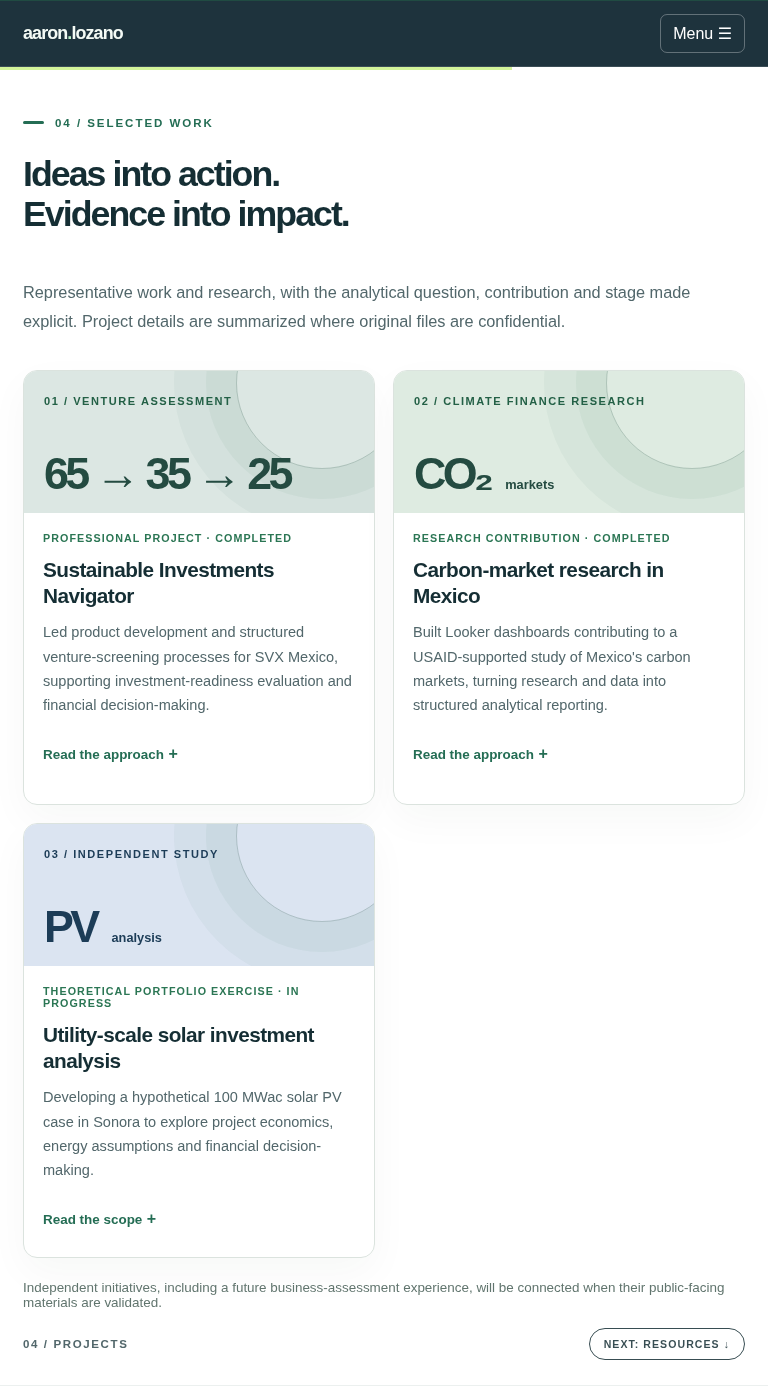 aaron.lozano
Menu ☰
04 / SELECTED WORK
Ideas into action.
Evidence into impact.
Representative work and research, with the analytical question, contribution and stage made
explicit. Project details are summarized where original files are confidential.
01 / VENTURE ASSESSMENT
65 → 35 → 25
PROFESSIONAL PROJECT · COMPLETED
Sustainable Investments
Navigator
Led product development and structured
venture-screening processes for SVX Mexico,
supporting investment-readiness evaluation and
financial decision-making.
Read the approach +
02 / CLIMATE FINANCE RESEARCH
CO₂ markets
RESEARCH CONTRIBUTION · COMPLETED
Carbon-market research in
Mexico
Built Looker dashboards contributing to a
USAID-supported study of Mexico's carbon
markets, turning research and data into
structured analytical reporting.
Read the approach +
03 / INDEPENDENT STUDY
PV analysis
THEORETICAL PORTFOLIO EXERCISE · IN
PROGRESS
Utility-scale solar investment
analysis
Developing a hypothetical 100 MWac solar PV
case in Sonora to explore project economics,
energy assumptions and financial decision-
making.
Read the scope +
Independent initiatives, including a future business-assessment experience, will be connected when their public-facing
materials are validated.
04 / PROJECTS
NEXT: RESOURCES ↓